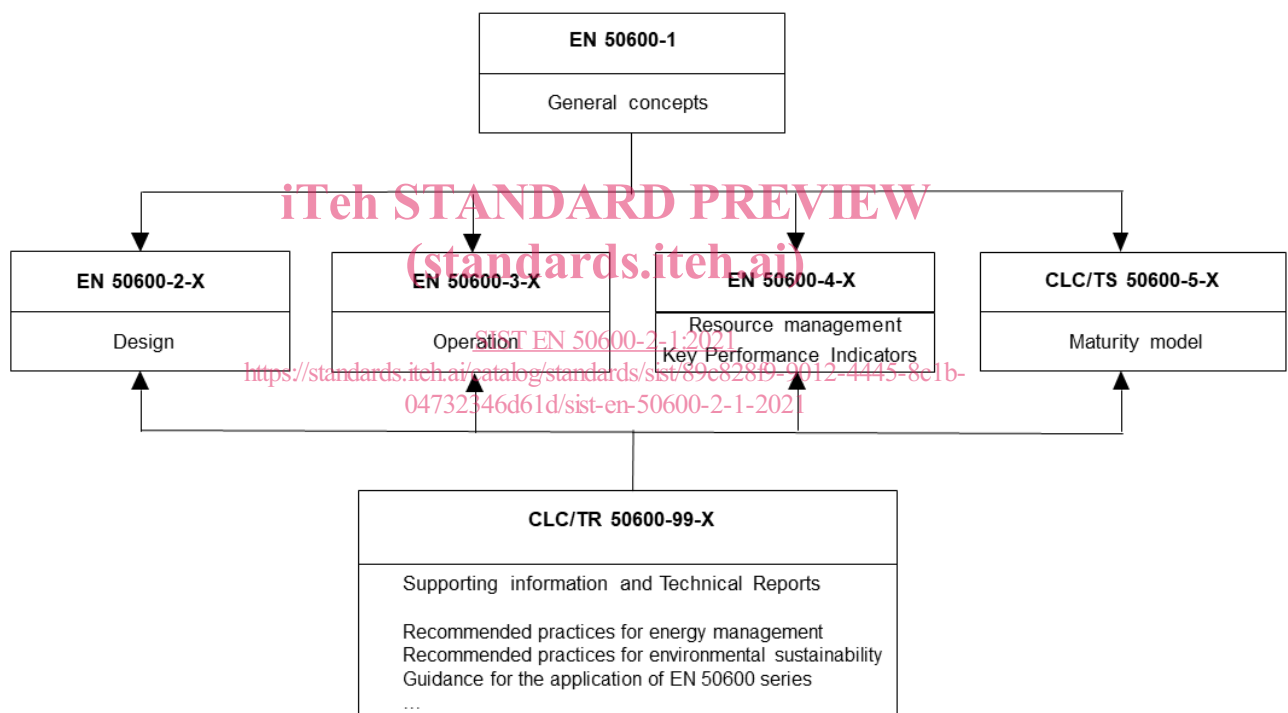 EN 50600-1
General concepts
iTeh STANDARD PREVIEW
(standards.iteh.ai)
EN 50600-2-X
EN 50600-3-X
EN 50600-4-X
CLC/TS 50600-5-X
Design
Operation
Resource management
Key Performance Indicators
Maturity model
SIST EN 50600-2-1:2021
https://standards.iteh.ai/catalog/standards/sist/89c828f9-9012-4445-8e1b-
04732346d61d/sist-en-50600-2-1-2021
CLC/TR 50600-99-X
Supporting information and Technical Reports
Recommended practices for energy management
Recommended practices for environmental sustainability
Guidance for the application of EN 50600 series
...